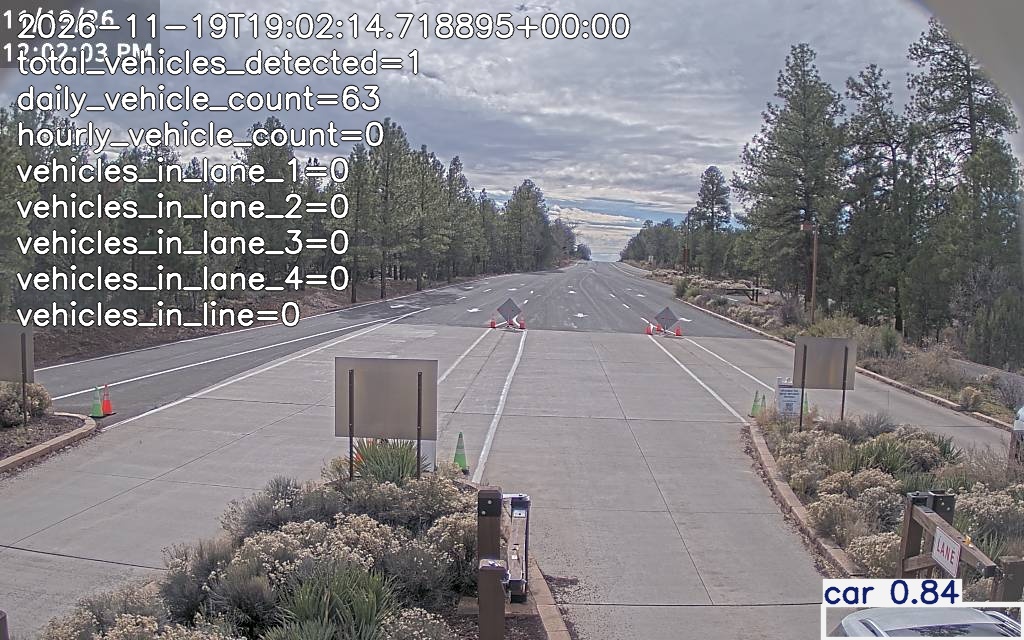 2026-11-19T19:02:14.718895+00:00
12:02:03 PM
total_vehicles_detected=1
daily_vehicle_count=63
hourly_vehicle_count=0
vehicles_in_lane_1=0
vehicles_in_lane_2=0
vehicles_in_lane_3=0
vehicles_in_lane_4=0
vehicles_in_line=0
LANE
car 0.84